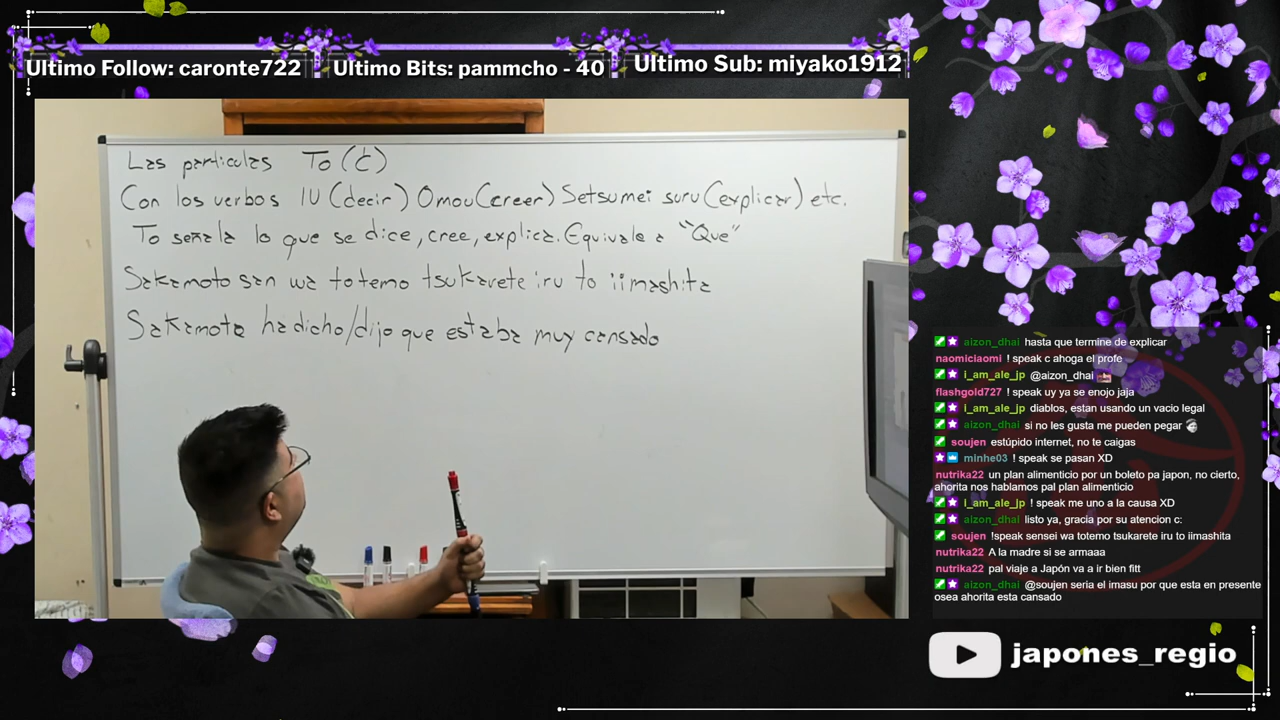 Ultimo Follow: caronte722
Ultimo Bits: pammcho - 40
Ultimo Sub: miyako1912
Las particulas To (と)
Con los verbos IU (decir) Omou (creer) Setsumei suru (explicar) etc.
To señala lo que se dice, cree, explica. Equivale a "Que"
Sakamoto san wa totemo tsukarete iru to iimashita
Sakamoto ha dicho/dijo que estaba muy cansado
aizon_dhai hasta que termine de explicar
naomiciaomi ! speak c ahoga el profe
i_am_ale_jp @aizon_dhai
flashgold727 ! speak uy ya se enojo jaja
i_am_ale_jp diablos, estan usando un vacio legal
aizon_dhai si no les gusta me pueden pegar
soujen estúpido internet, no te caigas
minhe03 ! speak se pasan XD
nutrika22 un plan alimenticio por un boleto pa japon, no cierto,
ahorita nos hablamos pal plan alimenticio
i_am_ale_jp ! speak me uno a la causa XD
aizon_dhai listo ya, gracia por su atencion c:
soujen !speak sensei wa totemo tsukarete iru to iimashita
nutrika22 A la madre si se armaaa
nutrika22 pal viaje a Japón va a ir bien fitt
aizon_dhai @soujen seria el imasu por que esta en presente
osea ahorita esta cansado
japones_regio